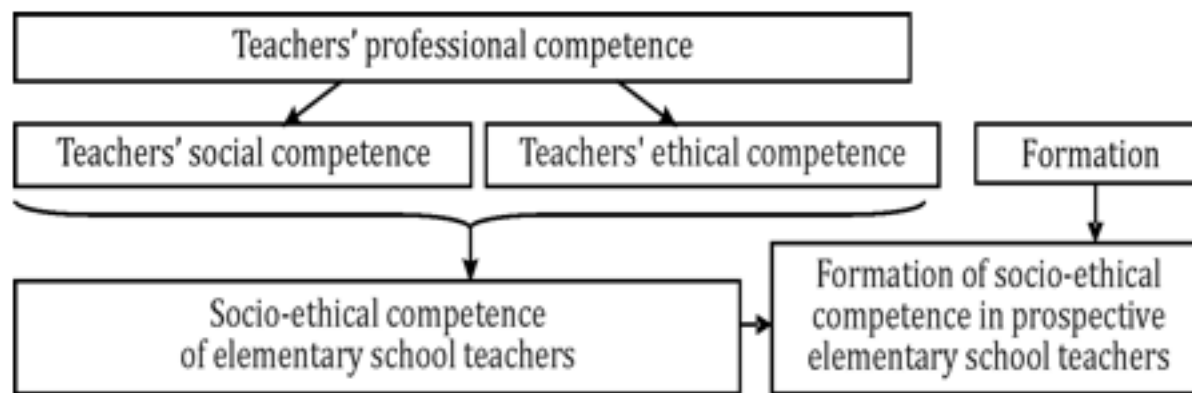 Teachers’ professional competence
Teachers’ social competence
Teachers' ethical competence
Formation
Socio-ethical competence
of elementary school teachers
Formation of socio-ethical
competence in prospective
elementary school teachers